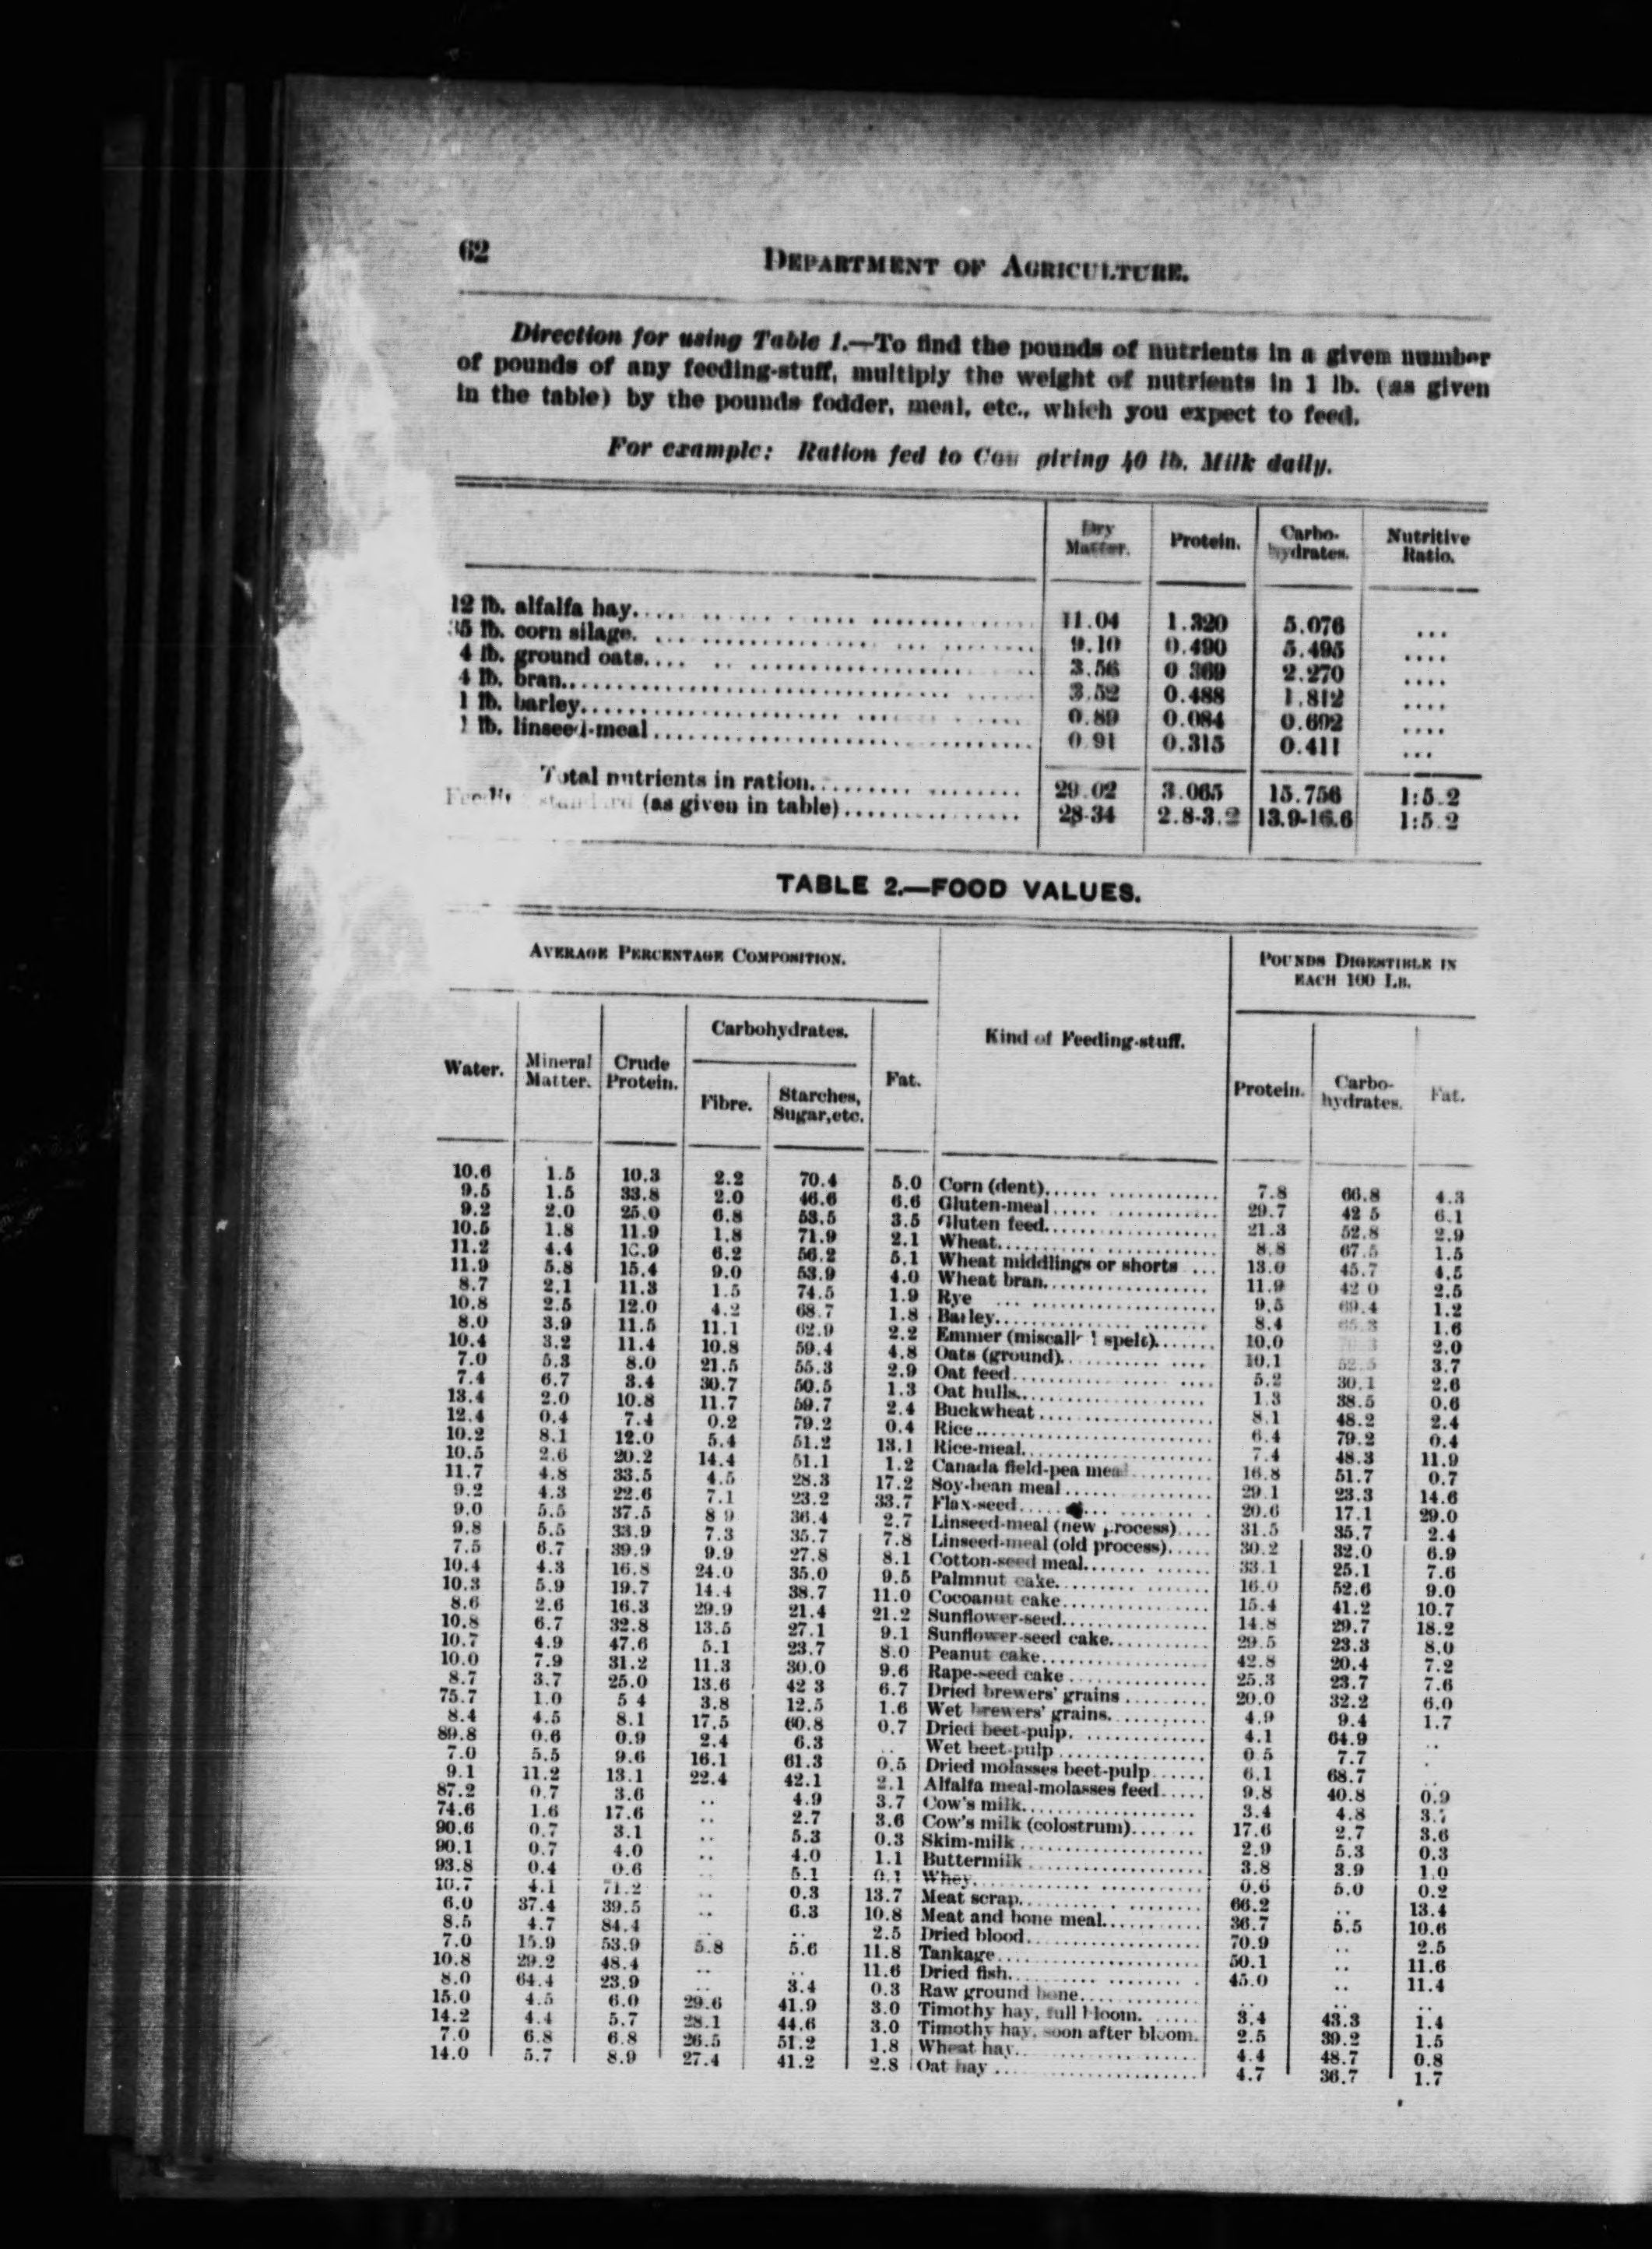 62
DEPARTMENT OF AGRICULTURE.
Direction for using Table 1.—To find the pounds of nutrients in a given number
of pounds of any feeding-stuff, multiply the weight of nutrients in 1 lb. (as given
in the table) by the pounds fodder, meal, etc., which you expect to feed.
For example: Ration fed to Cow giving 40 lb. Milk daily.
Dry Matter. Protein. Carbo-hydrates. Nutritive Ratio.
12 lb. alfalfa hay 11.04 1.320 5.076 ...
35 lb. corn silage 9.10 0.490 5.495 ....
4 lb. ground oats 3.56 0 369 2.270 ....
4 lb. bran 3.52 0.488 1.812 ....
1 lb. barley 0.89 0.084 0.692 ....
1 lb. linseed-meal 0 91 0.315 0.411 ...
Total nutrients in ration 29.02 3.065 15.756 1:5.2
Feeding standard (as given in table) 28-34 2.8-3.2 13.9-16.6 1:5.2
TABLE 2.—FOOD VALUES.
AVERAGE PERCENTAGE COMPOSITION. Kind of Feeding-stuff. POUNDS DIGESTIBLE IN EACH 100 LB.
Water. Mineral Matter. Crude Protein. Carbohydrates. Fibre. Starches, Sugar, etc. Fat. Protein. Carbo-hydrates. Fat.
10.6 1.5 10.3 2.2 70.4 5.0 Corn (dent) 7.8 66.8 4.3
9.5 1.5 33.8 2.0 46.6 6.6 Gluten-meal 29.7 42 5 6.1
9.2 2.0 25.0 6.8 53.5 3.5 Gluten feed 21.3 52.8 2.9
10.5 1.8 11.9 1.8 71.9 2.1 Wheat 8.8 67.5 1.5
11.2 4.4 16.9 6.2 56.2 5.1 Wheat middlings or shorts 13.0 45.7 4.5
11.9 5.8 15.4 9.0 53.9 4.0 Wheat bran 11.9 42 0 2.5
8.7 2.1 11.3 1.5 74.5 1.9 Rye 9.5 69.4 1.2
10.8 2.5 12.0 4.2 68.7 1.8 Barley 8.4 65.3 1.6
8.0 3.9 11.5 11.1 62.9 2.2 Emmer (miscalled spelt) 10.0 2.0
10.4 3.2 11.4 10.8 59.4 4.8 Oats (ground) 10.1 52.5 3.7
7.0 5.3 8.0 21.5 55.3 2.9 Oat feed 5.2 30.1 2.6
7.4 6.7 3.4 30.7 50.5 1.3 Oat hulls 1.3 38.5 0.6
13.4 2.0 10.8 11.7 59.7 2.4 Buckwheat 8.1 48.2 2.4
12.4 0.4 7.4 0.2 79.2 0.4 Rice 6.4 79.2 0.4
10.2 8.1 12.0 5.4 51.2 13.1 Rice-meal 7.4 48.3 11.9
10.5 2.6 20.2 14.4 51.1 1.2 Canada field-pea meal 16.8 51.7 0.7
11.7 4.8 33.5 4.5 28.3 17.2 Soy-bean meal 29.1 23.3 14.6
9.2 4.3 22.6 7.1 23.2 33.7 Flax-seed 20.6 17.1 29.0
9.0 5.5 37.5 8 9 36.4 2.7 Linseed-meal (new process) 31.5 35.7 2.4
9.8 5.5 33.9 7.3 35.7 7.8 Linseed-meal (old process) 30.2 32.0 6.9
7.5 6.7 39.9 9.9 27.8 8.1 Cotton-seed meal 33.1 25.1 7.6
10.4 4.3 16.8 24.0 35.0 9.5 Palmnut cake 16.0 52.6 9.0
10.3 5.9 19.7 14.4 38.7 11.0 Cocoanut cake 15.4 41.2 10.7
8.6 2.6 16.3 29.9 21.4 21.2 Sunflower-seed 14.8 29.7 18.2
10.8 6.7 32.8 13.5 27.1 9.1 Sunflower-seed cake 29.5 23.3 8.0
10.7 4.9 47.6 5.1 23.7 8.0 Peanut cake 42.8 20.4 7.2
10.0 7.9 31.2 11.3 30.0 9.6 Rape-seed cake 25.3 23.7 7.6
8.7 3.7 25.0 13.6 42 3 6.7 Dried brewers' grains 20.0 32.2 6.0
75.7 1.0 5 4 3.8 12.5 1.6 Wet brewers' grains 4.9 9.4 1.7
8.4 4.5 8.1 17.5 60.8 0.7 Dried beet-pulp 4.1 64.9 ..
89.8 0.6 0.9 2.4 6.3 .. Wet beet-pulp 0.5 7.7 .
7.0 5.5 9.6 16.1 61.3 0.5 Dried molasses beet-pulp 6.1 68.7 ..
9.1 11.2 13.1 22.4 42.1 2.1 Alfalfa meal-molasses feed 9.8 40.8 0.9
87.2 0.7 3.6 .. 4.9 3.7 Cow's milk 3.4 4.8 3.7
74.6 1.6 17.6 .. 2.7 3.6 Cow's milk (colostrum) 17.6 2.7 3.6
90.6 0.7 3.1 .. 5.3 0.3 Skim-milk 2.9 5.3 0.3
90.1 0.7 4.0 .. 4.0 1.1 Buttermilk 3.8 3.9 1.0
93.8 0.4 0.6 .. 5.1 0.1 Whey 0.6 5.0 0.2
10.7 4.1 71.2 .. 0.3 13.7 Meat scrap 66.2 .. 13.4
6.0 37.4 39.5 .. 6.3 10.8 Meat and bone meal 36.7 5.5 10.6
8.5 4.7 84.4 .. .. 2.5 Dried blood 70.9 .. 2.5
7.0 15.9 53.9 5.8 5.6 11.8 Tankage 50.1 .. 11.6
10.8 29.2 48.4 .. .. 11.6 Dried fish 45.0 .. 11.4
8.0 64.4 23.9 .. 3.4 0.3 Raw ground bone .. .. ..
15.0 4.5 6.0 29.6 41.9 3.0 Timothy hay, full bloom 3.4 43.3 1.4
14.2 4.4 5.7 28.1 44.6 3.0 Timothy hay, soon after bloom. 2.5 39.2 1.5
7.0 6.8 6.8 26.5 51.2 1.8 Wheat hay 4.4 48.7 0.8
14.0 5.7 8.9 27.4 41.2 2.8 Oat hay 4.7 36.7 1.7